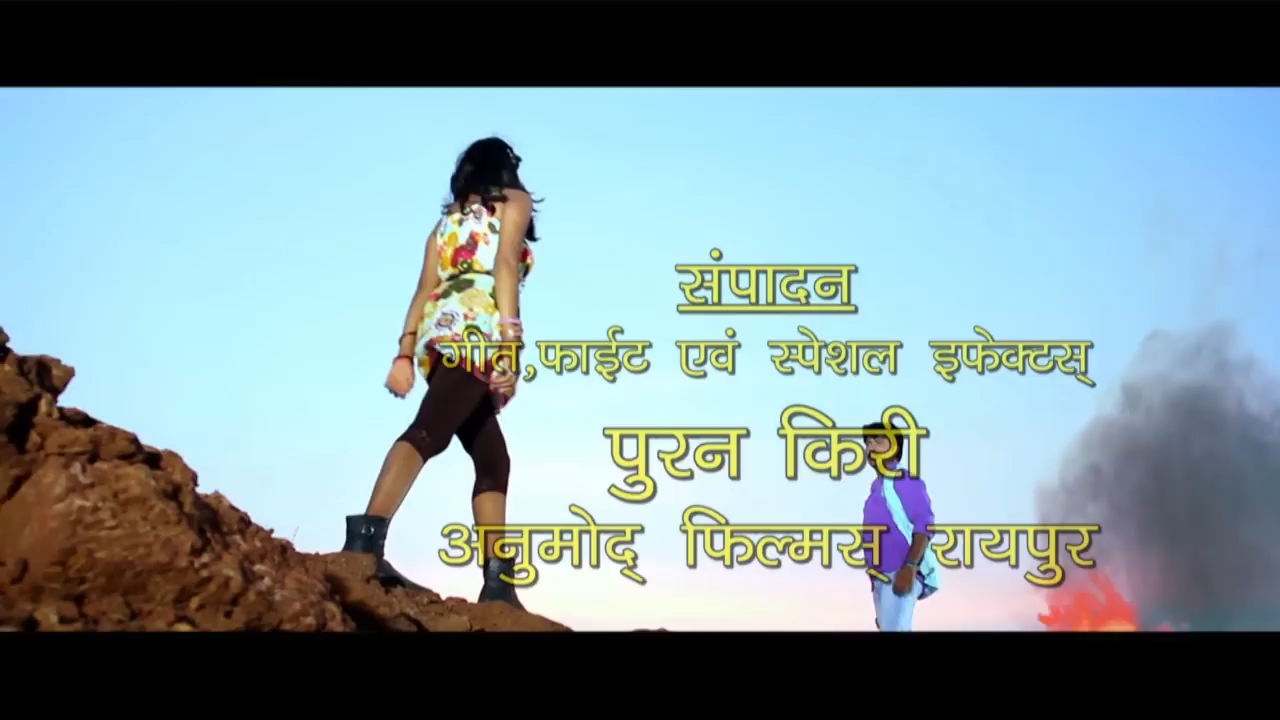 संपादन
गीत,फाईट एवं स्पेशल इफेक्टस्
पुरन किरी
अनुमोद् फिल्मस् रायपुर